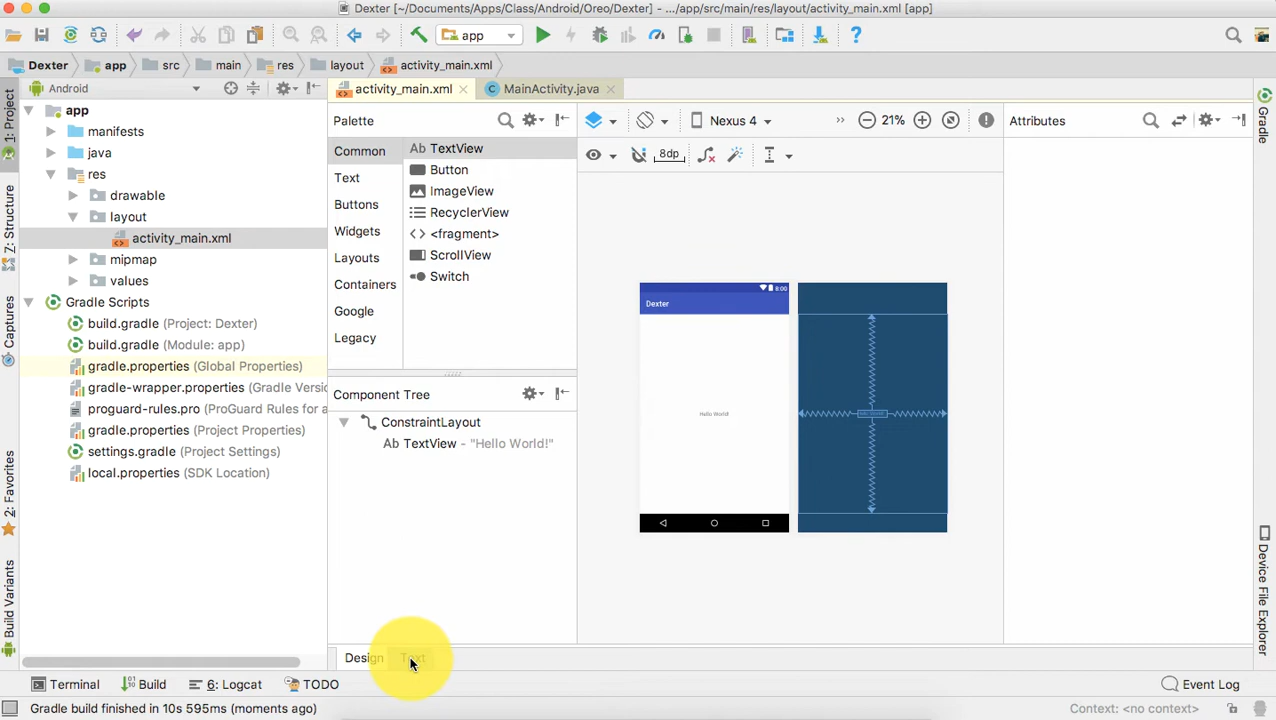 Dexter [~/Documents/Apps/Class/Android/Oreo/Dexter] - .../app/src/main/res/layout/activity_main.xml [app]
app
Dexter app src main res layout activity_main.xml
1: Project
Z: Structure
Captures
2: Favorites
Build Variants
Android
app
manifests
java
res
drawable
layout
activity_main.xml
mipmap
values
Gradle Scripts
build.gradle (Project: Dexter)
build.gradle (Module: app)
gradle.properties (Global Properties)
gradle-wrapper.properties (Gradle Versi
proguard-rules.pro (ProGuard Rules for a
gradle.properties (Project Properties)
settings.gradle (Project Settings)
local.properties (SDK Location)
activity_main.xml MainActivity.java
Palette
Common
Text
Buttons
Widgets
Layouts
Containers
Google
Legacy
Ab TextView
Button
ImageView
RecyclerView
<fragment>
ScrollView
Switch
Component Tree
ConstraintLayout
Ab TextView - "Hello World!"
Nexus 4 >> 21%
8dp
8:00
Dexter
Hello World!
Attributes
Gradle
Device File Explorer
Design Text
Terminal Build 6: Logcat TODO Event Log
Gradle build finished in 10s 595ms (moments ago) Context: <no context>